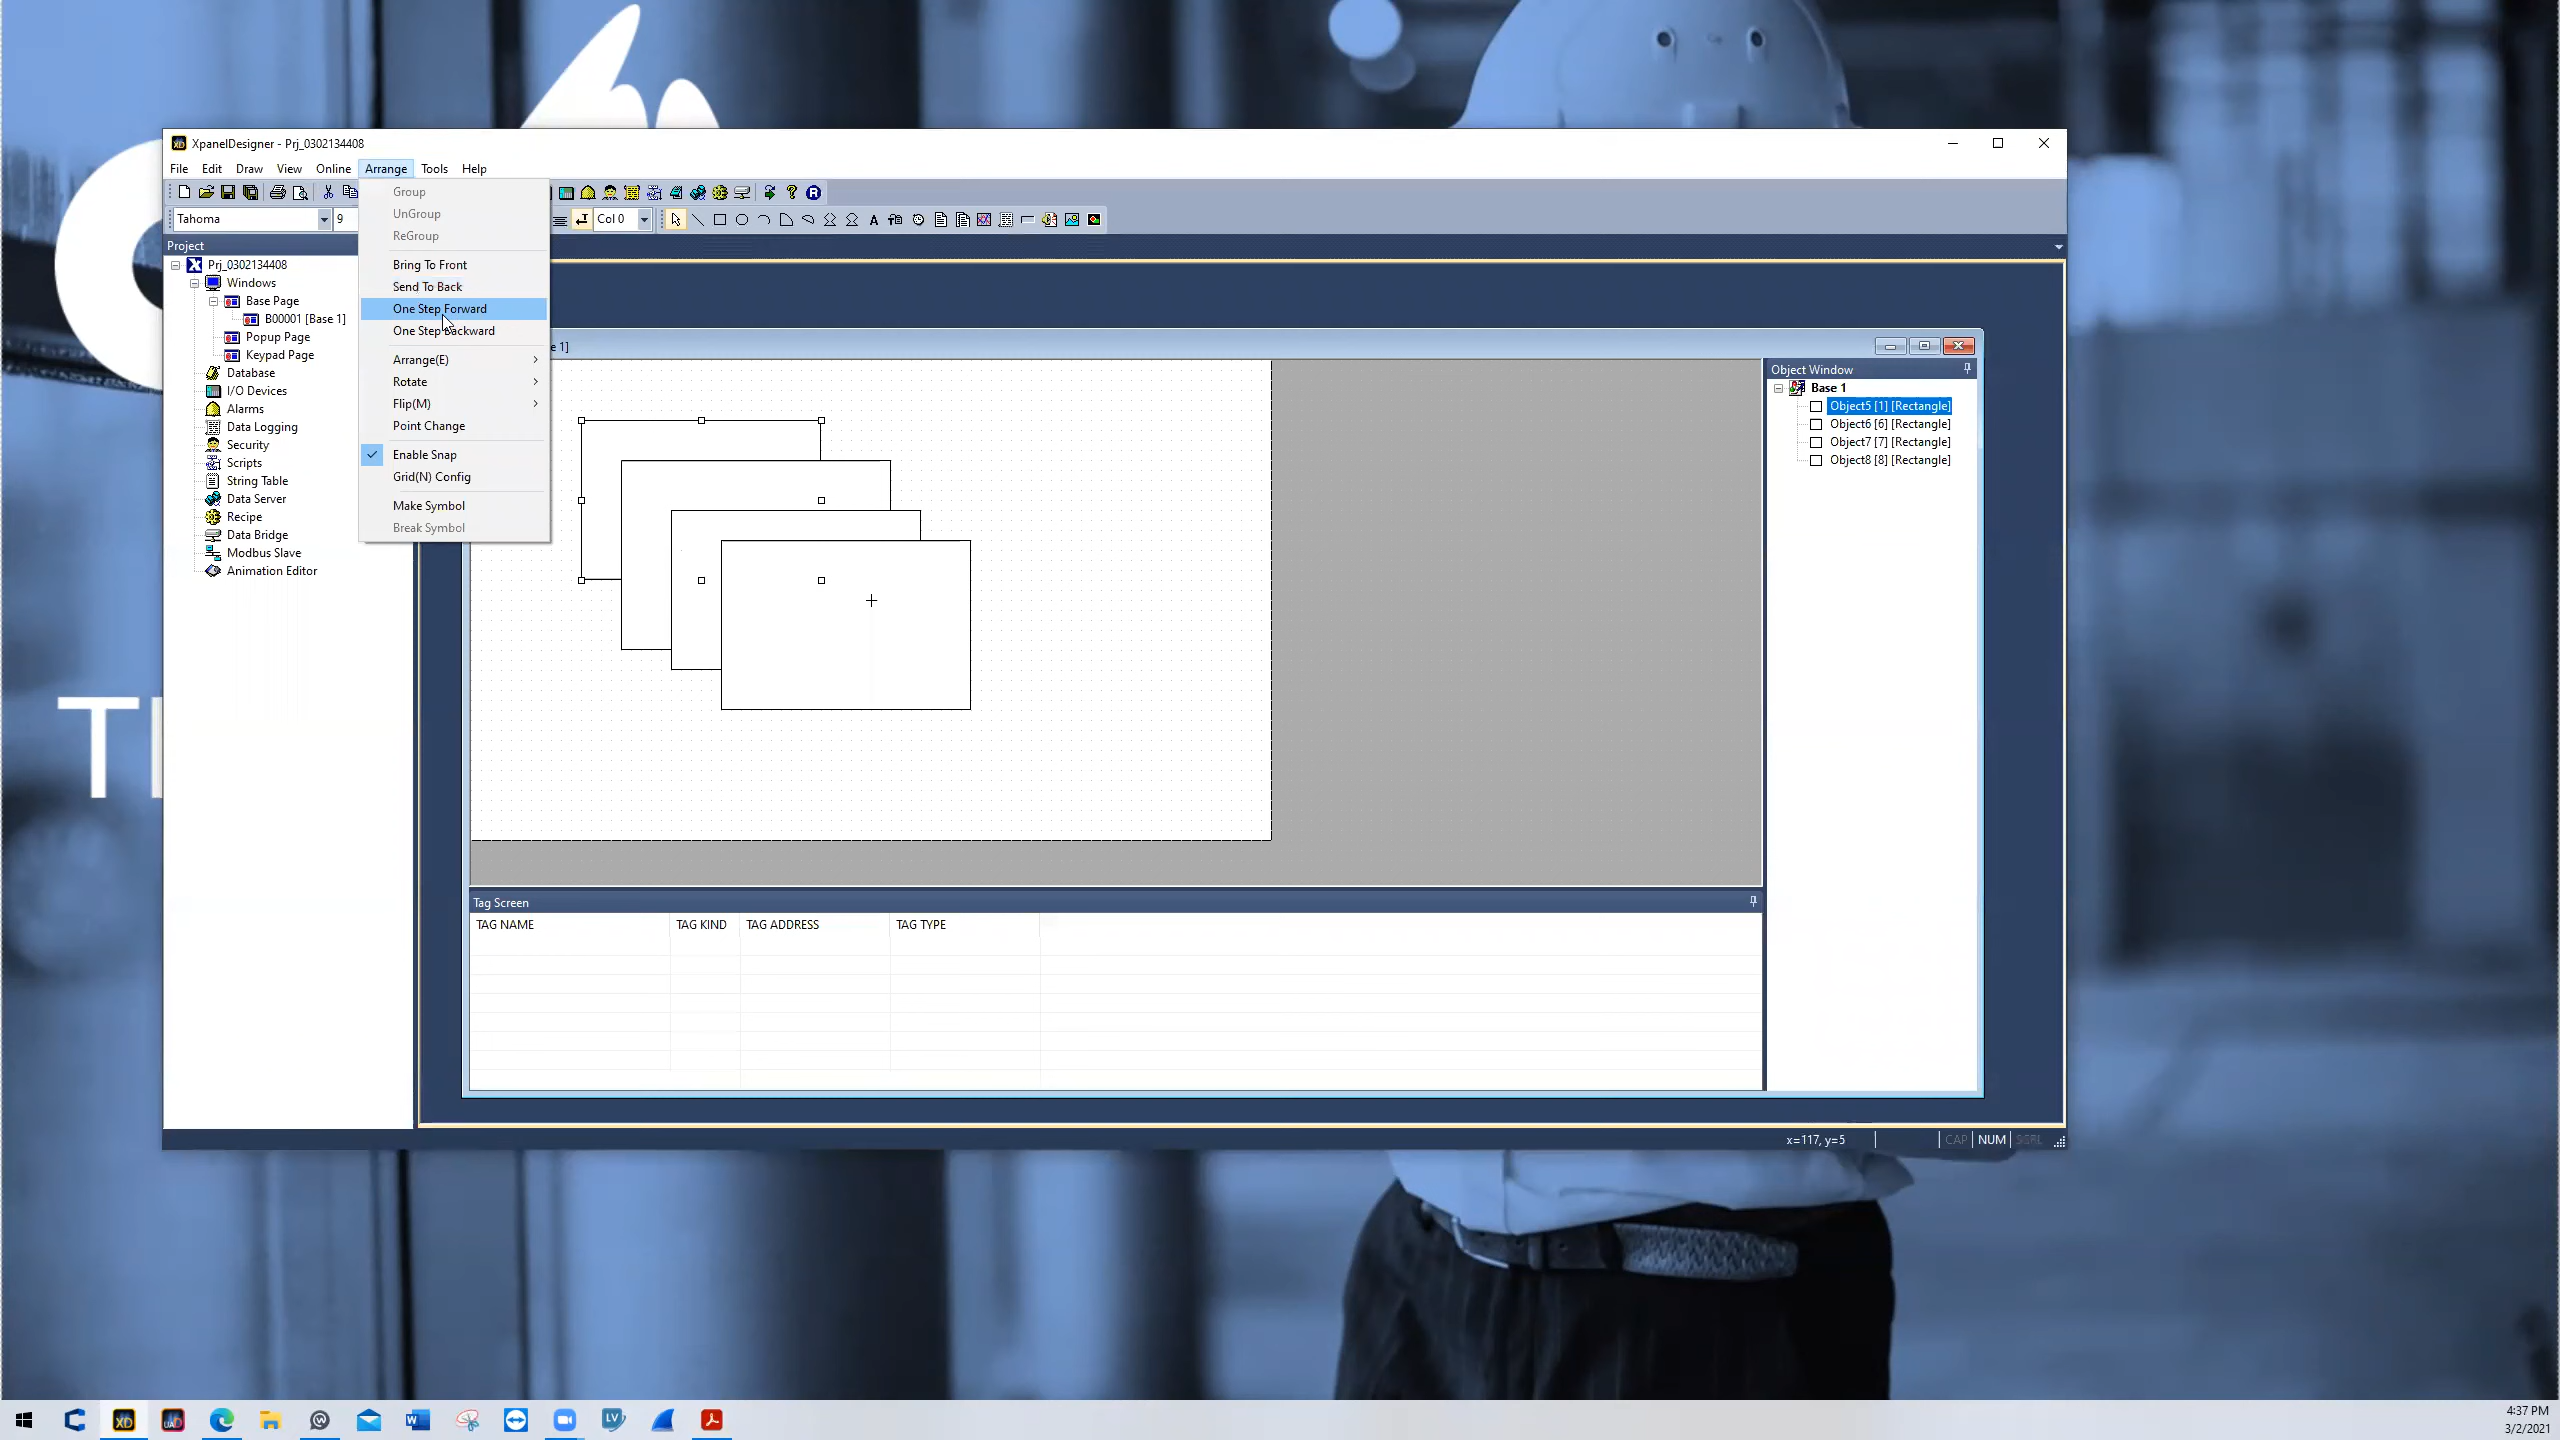 XpanelDesigner - Prj_0302134408
File Edit Draw View Online Arrange Tools Help
Tahoma 9 Col 0
Project
Prj_0302134408
Windows
Base Page
B00001 [Base 1]
Popup Page
Keypad Page
Database
I/O Devices
Alarms
Data Logging
Security
Scripts
String Table
Data Server
Recipe
Data Bridge
Modbus Slave
Animation Editor
Group
UnGroup
ReGroup
Bring To Front
Send To Back
One Step Forward
One Step Backward
Arrange(E)
Rotate
Flip(M)
Point Change
Enable Snap
Grid(N) Config
Make Symbol
Break Symbol
e 1]
Object Window
Base 1
Object5 [1] [Rectangle]
Object6 [6] [Rectangle]
Object7 [7] [Rectangle]
Object8 [8] [Rectangle]
Tag Screen
TAG NAME TAG KIND TAG ADDRESS TAG TYPE
x=117, y=5 CAP NUM SCRL
4:37 PM
3/2/2021